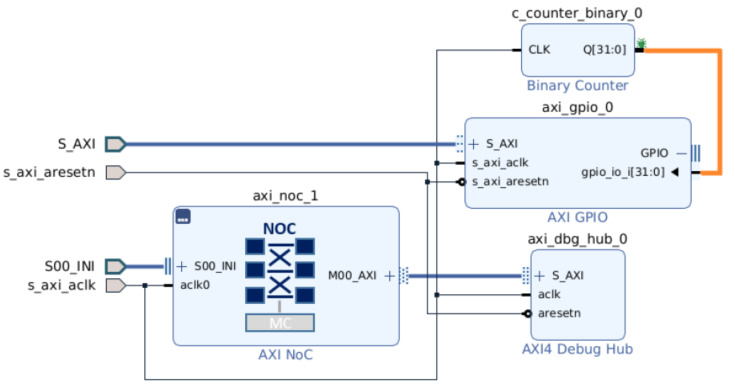 c_counter_binary_0
CLK Q[31:0]
Binary Counter
axi_gpio_0
S_AXI
S_AXI
s_axi_aclk
GPIO
s_axi_aresetn
s_axi_aresetn
gpio_io_i[31:0]
AXI GPIO
axi_noc_1
NOC
S00_INI
S00_INI
M00_AXI
s_axi_aclk
aclk0
MC
AXI NoC
axi_dbg_hub_0
S_AXI
aclk
aresetn
AXI4 Debug Hub